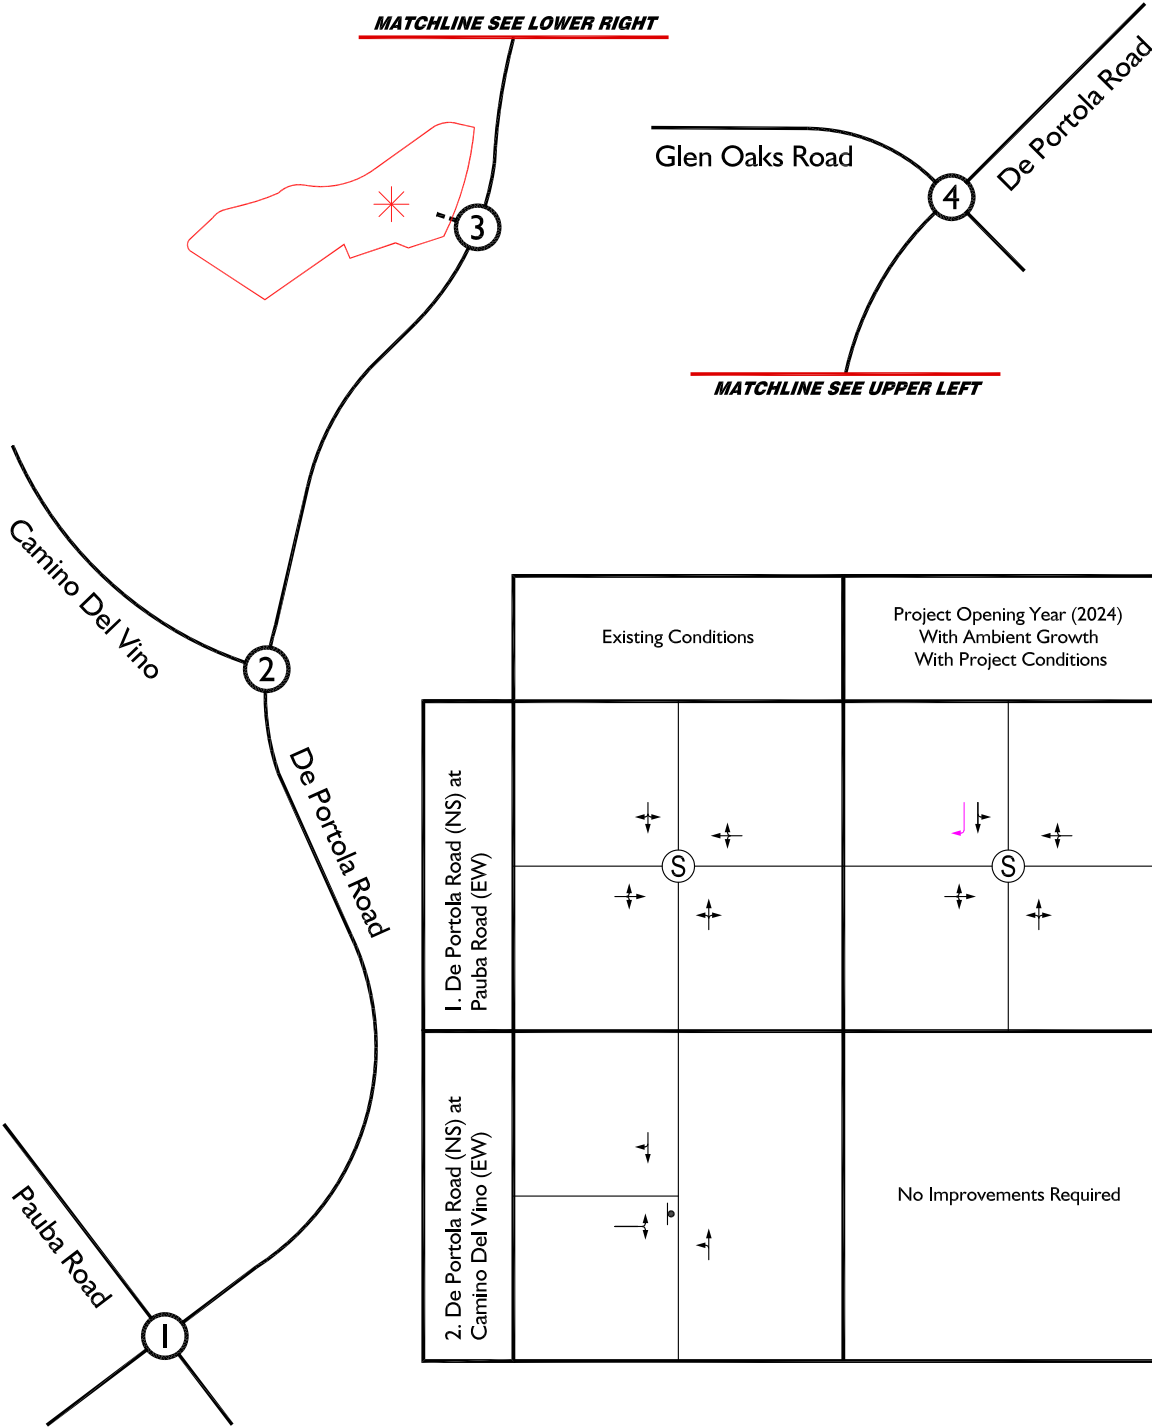 MATCHLINE SEE LOWER RIGHT
De Portola Road
Glen Oaks Road
4
3
MATCHLINE SEE UPPER LEFT
Camino Del Vino
2
De Portola Road
Pauba Road
1
Existing Conditions
Project Opening Year (2024)
With Ambient Growth
With Project Conditions
1. De Portola Road (NS) at
Pauba Road (EW)
S
S
2. De Portola Road (NS) at
Camino Del Vino (EW)
No Improvements Required